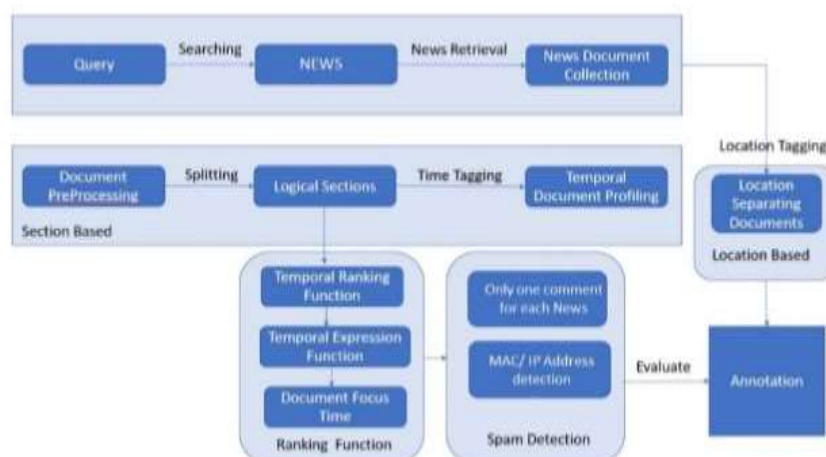 Searching
News Retrieval
Query
NEWS
News Document
Collection
Location Tagging
Document
PreProcessing
Splitting
Logical Sections
Time Tagging
Temporal
Document Profiling
Section Based
Location
Separating
Documents
Location Based
Temporal Ranking
Function
Temporal Expression
Function
Document Focus
Time
Ranking Function
Only one comment
for each News
MAC/ IP Address
detection
Spam Detection
Evaluate
Annotation